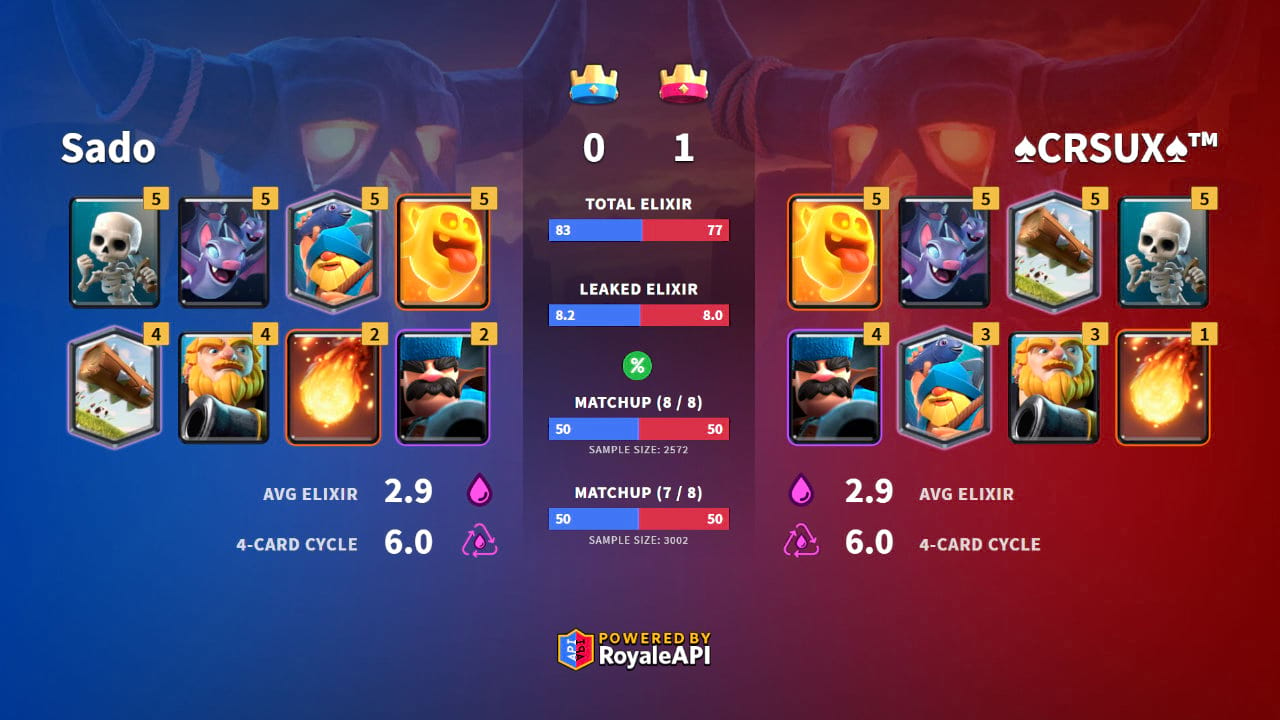 0 1
Sado
♠CRSUX♠™
5 5 5 5
4 4 2 2
AVG ELIXIR 2.9
4-CARD CYCLE 6.0
TOTAL ELIXIR
83 77
LEAKED ELIXIR
8.2 8.0
%
MATCHUP (8 / 8)
50 50
SAMPLE SIZE: 2572
MATCHUP (7 / 8)
50 50
SAMPLE SIZE: 3002
5 5 5 5
4 3 3 1
2.9 AVG ELIXIR
6.0 4-CARD CYCLE
API API
POWERED BY
RoyaleAPI